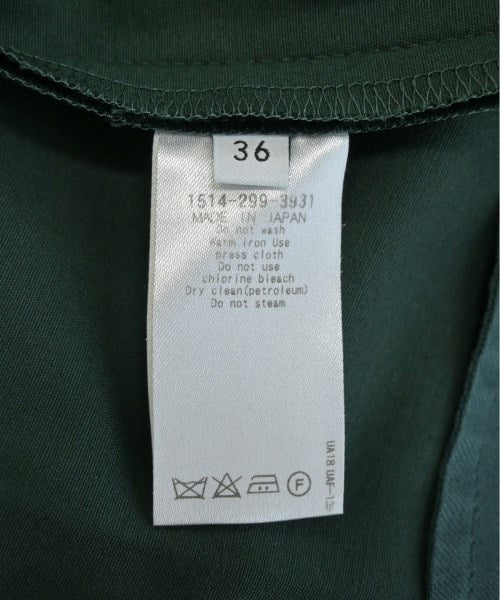 36
1514-299-3931
MADE IN JAPAN
Do not wash
Warm iron Use
press cloth
Do not use
chlorine bleach
Dry clean(petroleum)
Do not steam
F
UA18 UAF-13